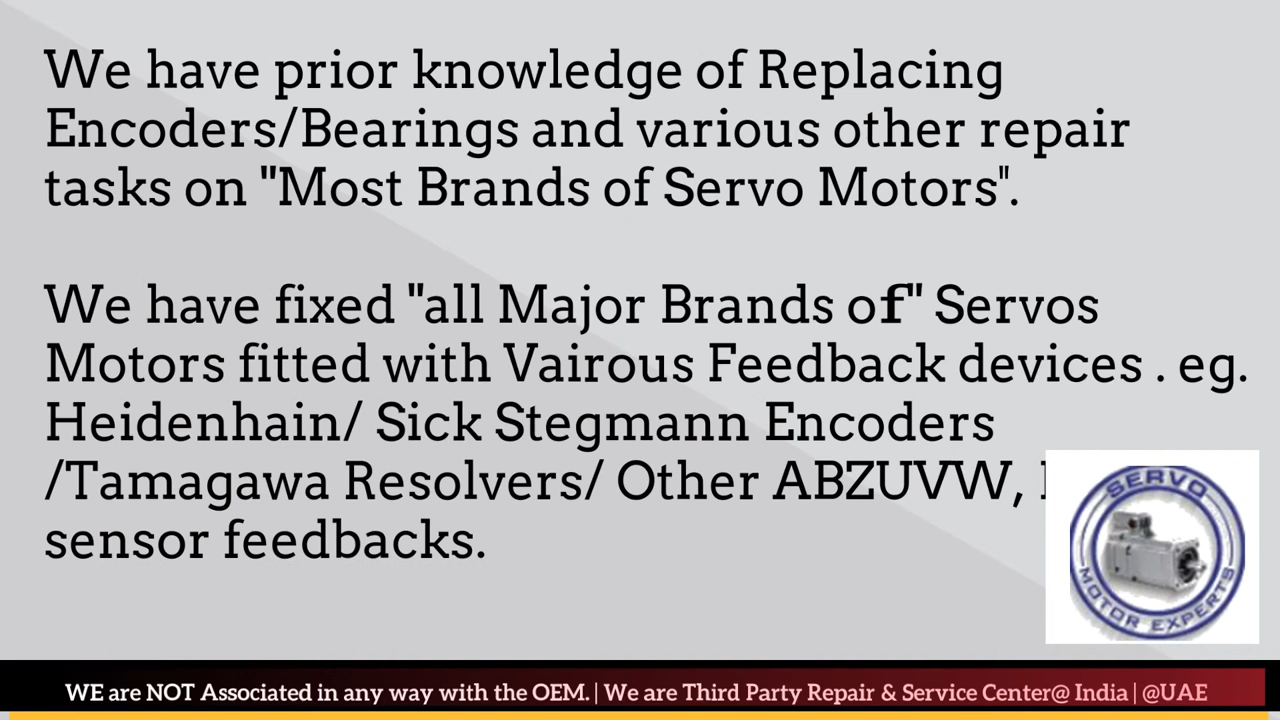 We have prior knowledge of Replacing
Encoders/Bearings and various other repair
tasks on "Most Brands of Servo Motors".
We have fixed "all Major Brands of" Servos
Motors fitted with Vairous Feedback devices . eg.
Heidenhain/ Sick Stegmann Encoders
/Tamagawa Resolvers/ Other ABZUVW,
sensor feedbacks.
SERVO
MOTOR EXPERTS
WE are NOT Associated in any way with the OEM. | We are Third Party Repair & Service Center@ India | @UAE